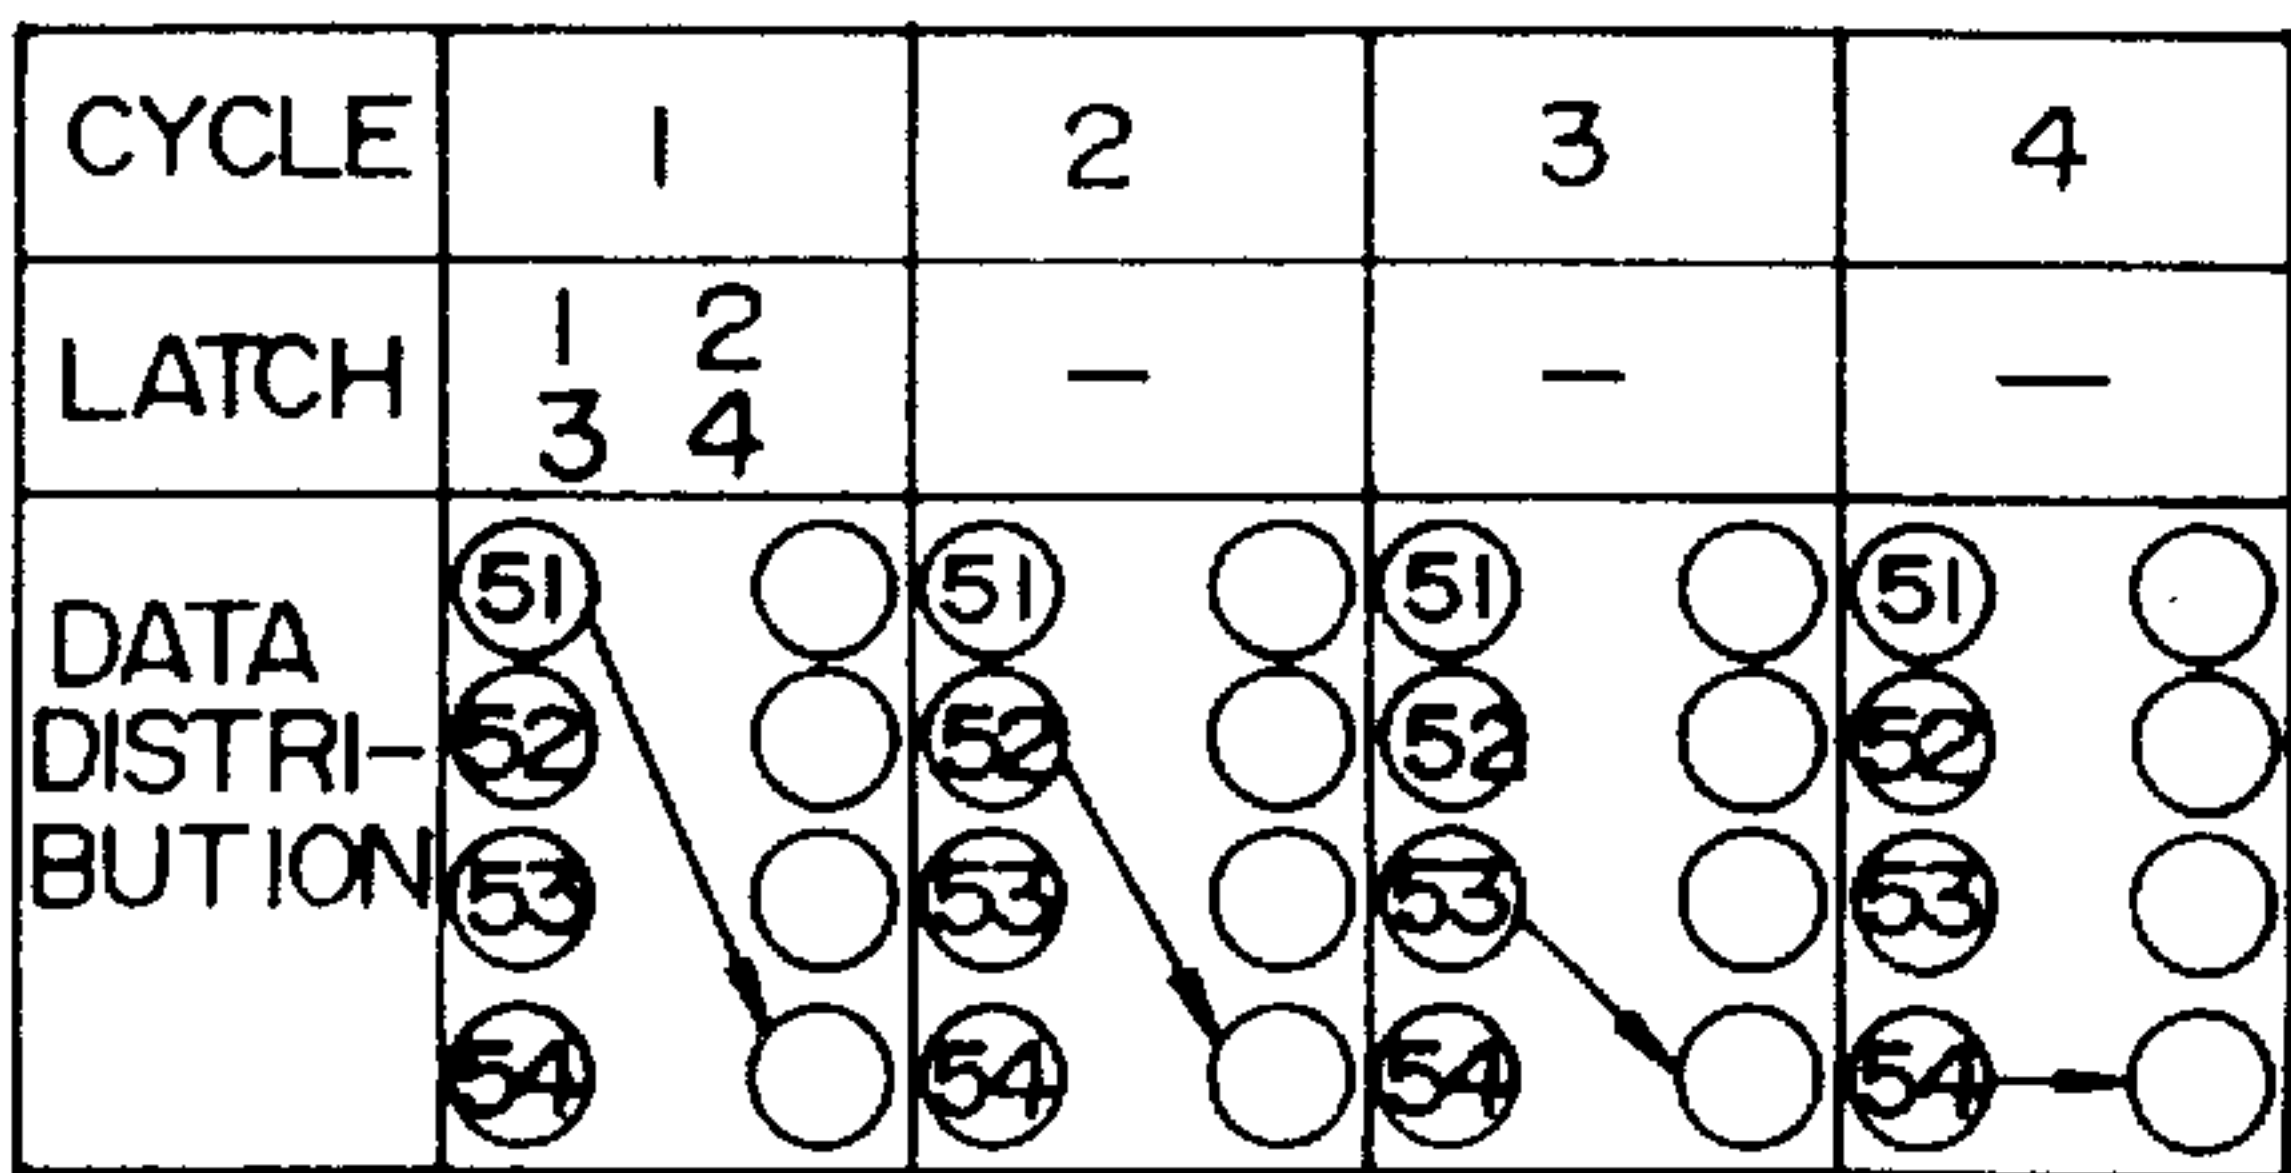 CYCLE 1 2 3 4
LATCH 1 2 3 4 — — —
DATA DISTRI-BUTION
51 51 51 51
52 52 52 52
53 53 53 53
54 54 54 54